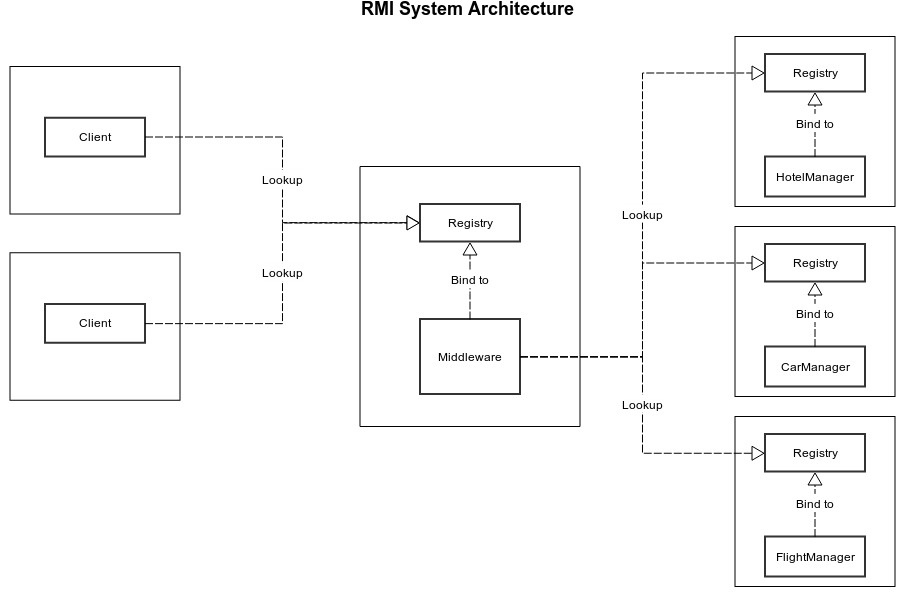 RMI System Architecture
Client
Lookup
Lookup
Client
Registry
Bind to
Middleware
Lookup
Lookup
Registry
Bind to
HotelManager
Registry
Bind to
CarManager
Registry
Bind to
FlightManager